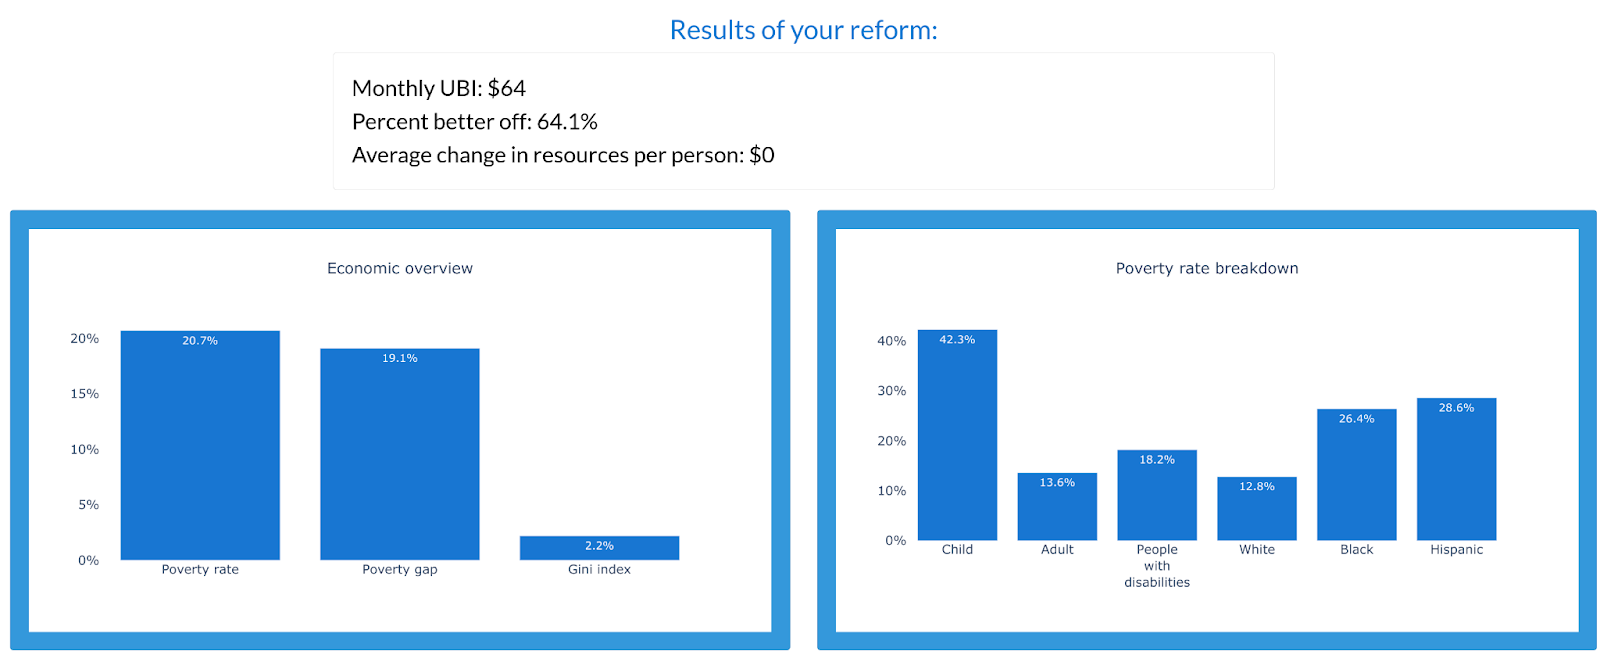 Results of your reform:
Monthly UBI: $64
Percent better off: 64.1%
Average change in resources per person: $0
Economic overview
20%
15%
10%
5%
0%
20.7%
19.1%
2.2%
Poverty rate
Poverty gap
Gini index
Poverty rate breakdown
40%
30%
20%
10%
0%
42.3%
13.6%
18.2%
12.8%
26.4%
28.6%
Child
Adult
People
with
disabilities
White
Black
Hispanic